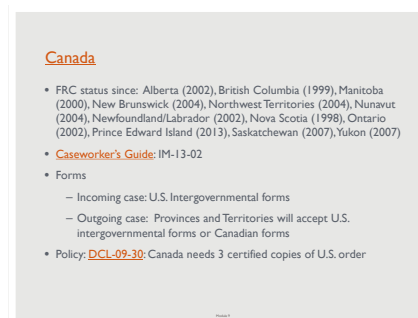 Canada
• FRC status since: Alberta (2002), British Columbia (1999), Manitoba
(2000), New Brunswick (2004), Northwest Territories (2004), Nunavut
(2004), Newfoundland/Labrador (2002), Nova Scotia (1998), Ontario
(2002), Prince Edward Island (2013), Saskatchewan (2007), Yukon (2007)
• Caseworker's Guide: IM-13-02
• Forms
– Incoming case: U.S. Intergovernmental forms
– Outgoing case: Provinces and Territories will accept U.S.
intergovernmental forms or Canadian forms
• Policy: DCL-09-30: Canada needs 3 certified copies of U.S. order